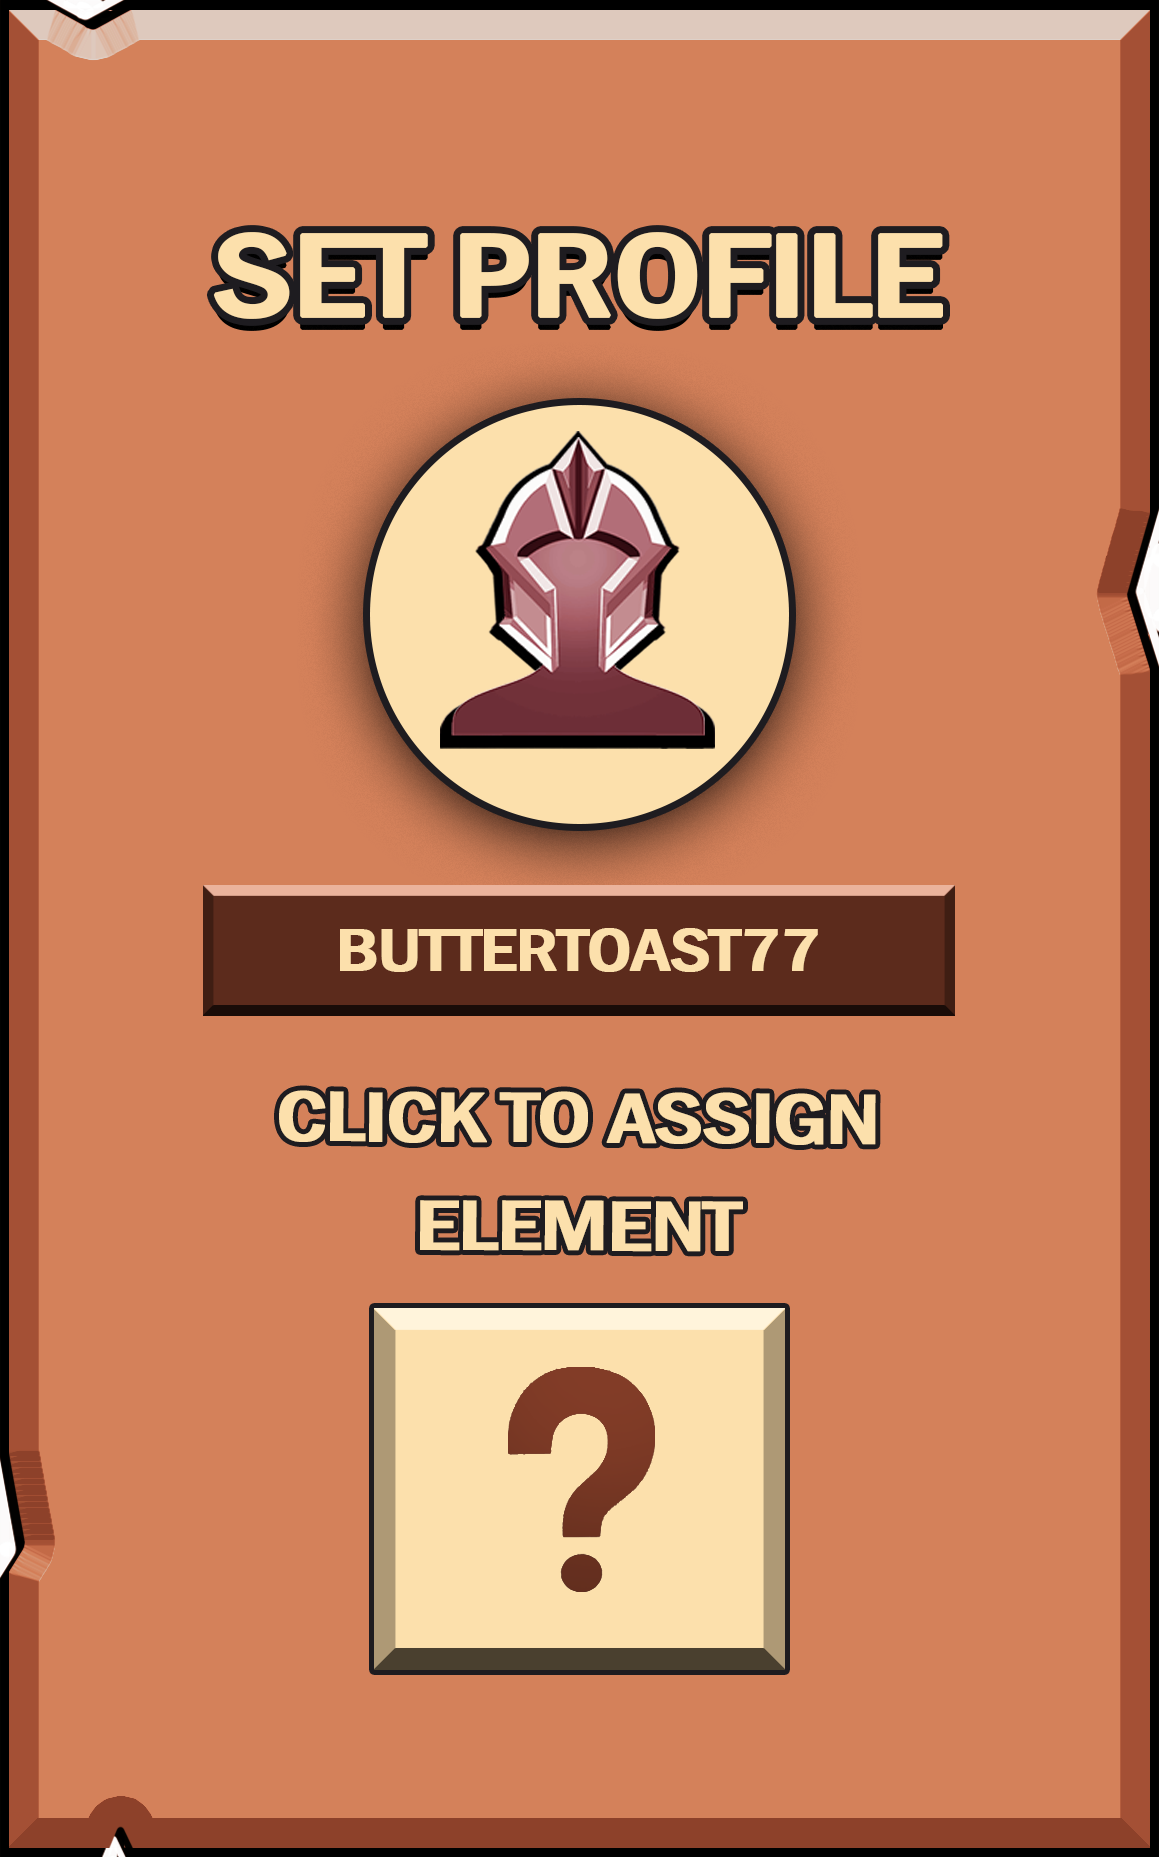 SET PROFILE
BUTTERTOAST77
CLICK TO ASSIGN
ELEMENT
?